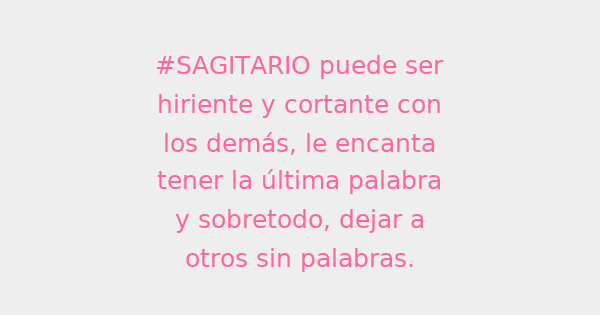 #SAGITARIO puede ser
hiriente y cortante con
los demás, le encanta
tener la última palabra
y sobretodo, dejar a
otros sin palabras.